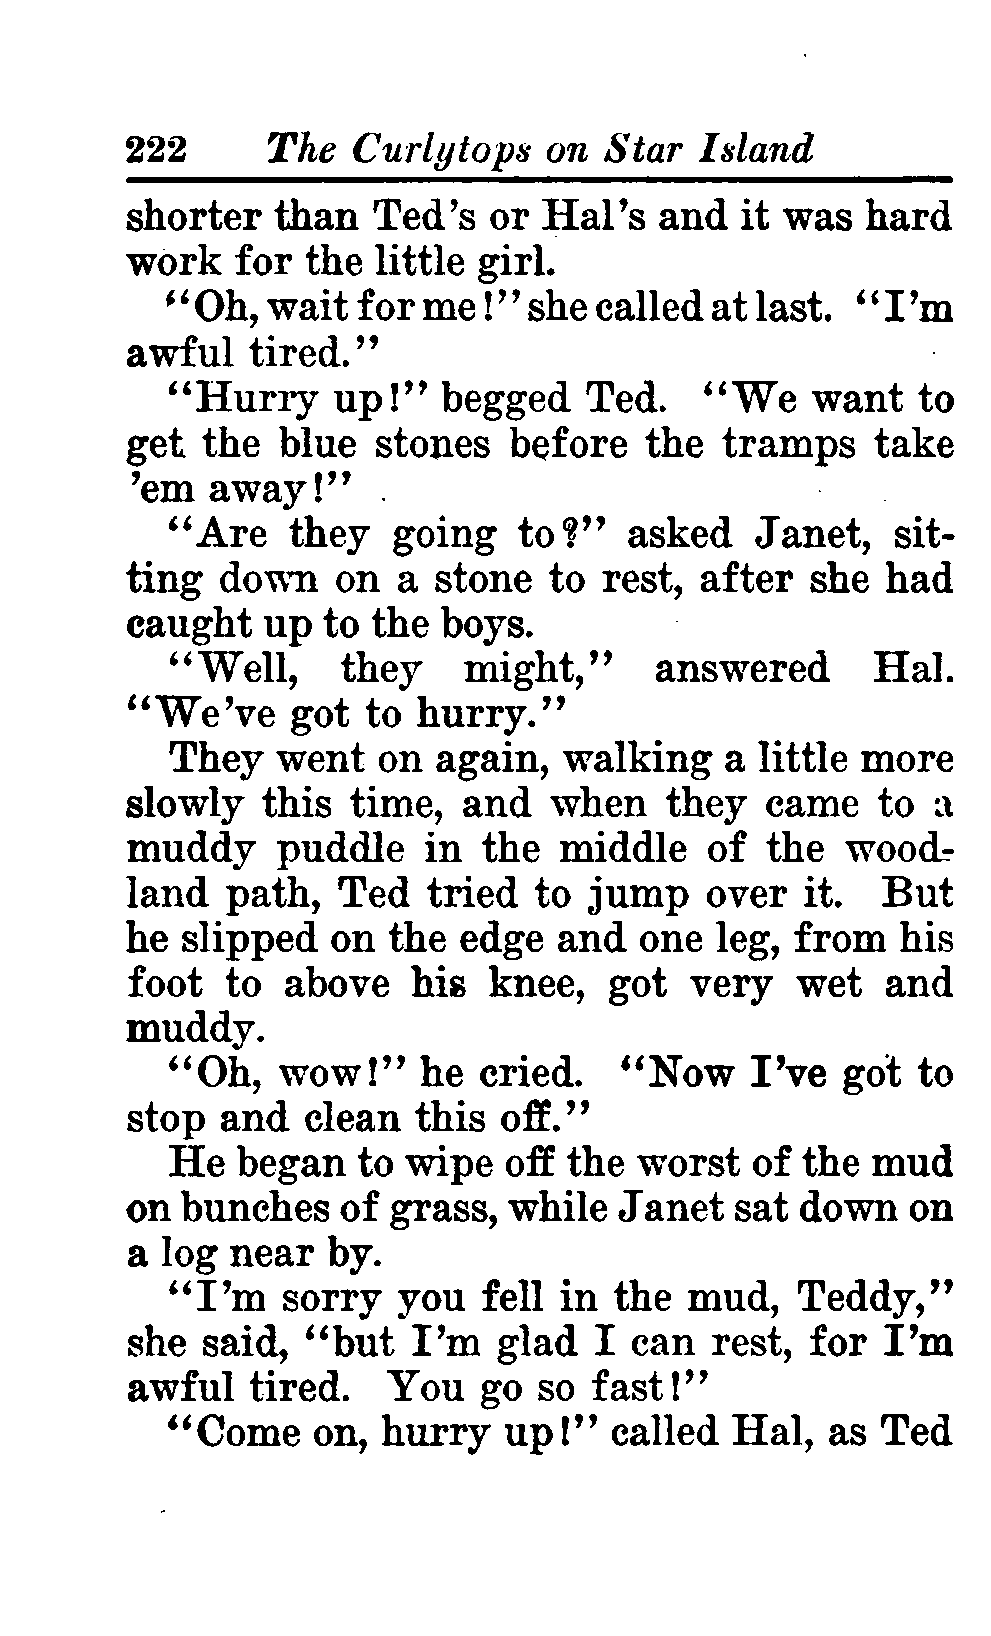 222 The Curlytops on Star Island
shorter than Ted's or Hal's and it was hard
work for the little girl.
"Oh, wait for me!" she called at last. "I'm
awful tired."
"Hurry up!" begged Ted. "We want to
get the blue stones before the tramps take
'em away!"
"Are they going to?" asked Janet, sit-
ting down on a stone to rest, after she had
caught up to the boys.
"Well, they might," answered Hal.
"We've got to hurry."
They went on again, walking a little more
slowly this time, and when they came to a
muddy puddle in the middle of the wood-
land path, Ted tried to jump over it. But
he slipped on the edge and one leg, from his
foot to above his knee, got very wet and
muddy.
"Oh, wow!" he cried. "Now I've got to
stop and clean this off."
He began to wipe off the worst of the mud
on bunches of grass, while Janet sat down on
a log near by.
"I'm sorry you fell in the mud, Teddy,"
she said, "but I'm glad I can rest, for I'm
awful tired. You go so fast!"
"Come on, hurry up!" called Hal, as Ted